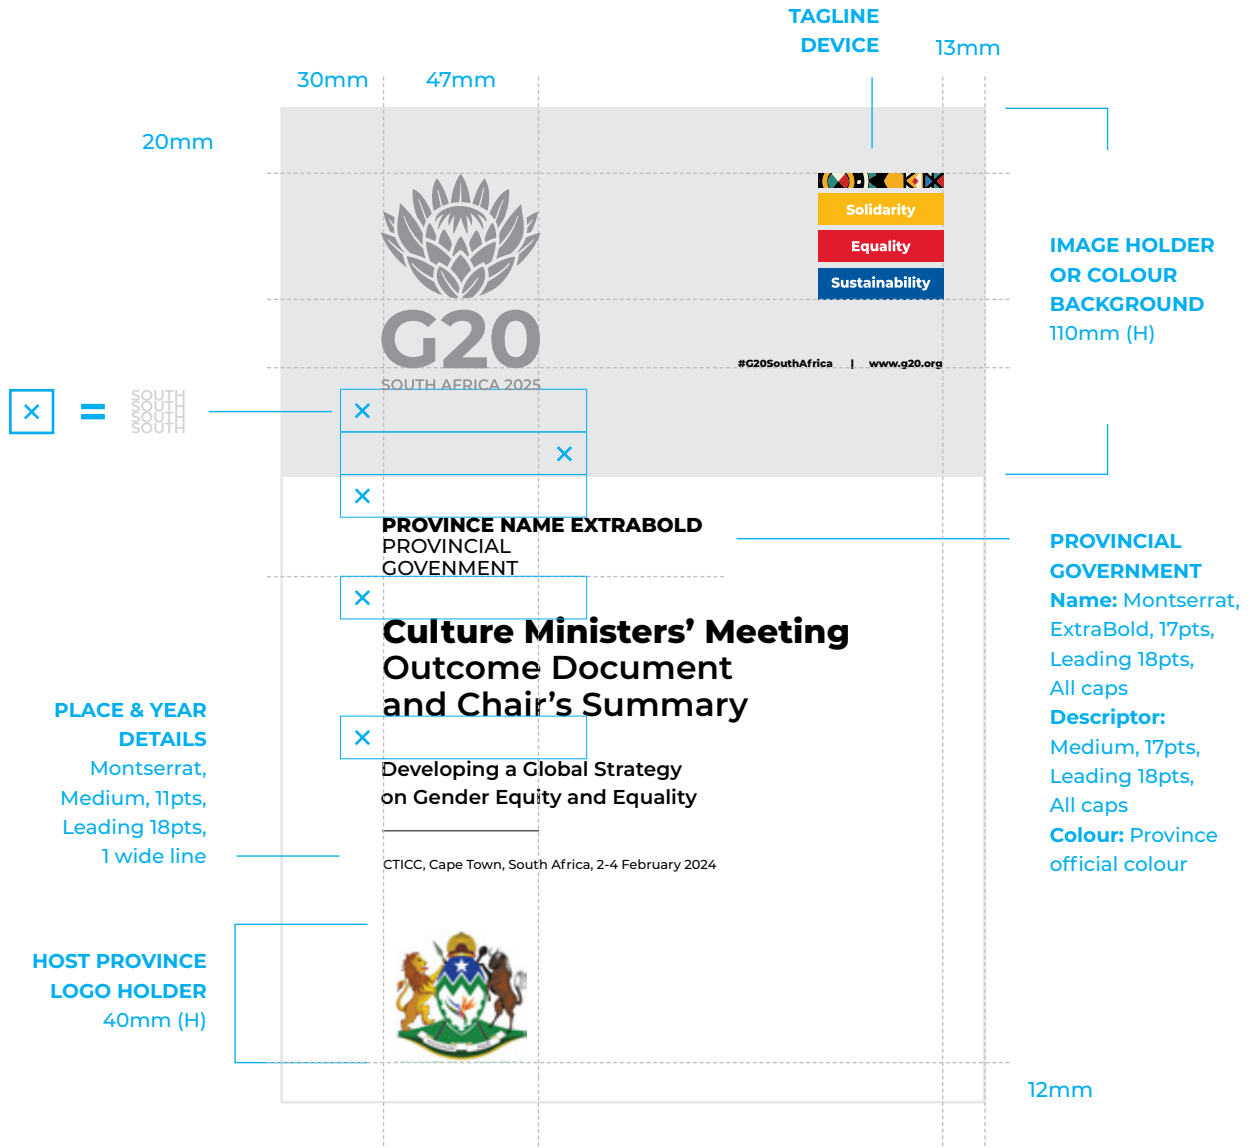 TAGLINE
DEVICE
13mm
30mm
47mm
20mm
Solidarity
Equality
Sustainability
IMAGE HOLDER
OR COLOUR
BACKGROUND
110mm (H)
G20
SOUTH AFRICA 2025
#G20SouthAfrica | www.g20.org
× = SOUTH
SOUTH
SOUTH
SOUTH
×
×
×
PROVINCE NAME EXTRABOLD
PROVINCIAL
GOVENMENT
PROVINCIAL
GOVERNMENT
Name: Montserrat,
ExtraBold, 17pts,
Leading 18pts,
All caps
Descriptor:
Medium, 17pts,
Leading 18pts,
All caps
Colour: Province
official colour
×
Culture Ministers’ Meeting
Outcome Document
and Chair’s Summary
×
Developing a Global Strategy
on Gender Equity and Equality
PLACE & YEAR
DETAILS
Montserrat,
Medium, 11pts,
Leading 18pts,
1 wide line
CTICC, Cape Town, South Africa, 2-4 February 2024
HOST PROVINCE
LOGO HOLDER
40mm (H)
12mm